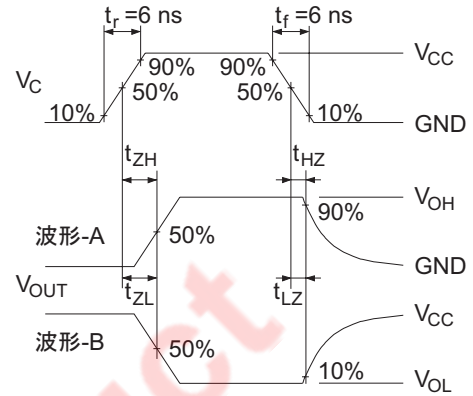 tr =6 ns
tf =6 ns
90%
90%
VCC
VC
50%
50%
10%
10%
GND
tZH
tHZ
VOH
90%
波形-A
50%
GND
VOUT
tZL
tLZ
VCC
波形-B
50%
10%
VOL